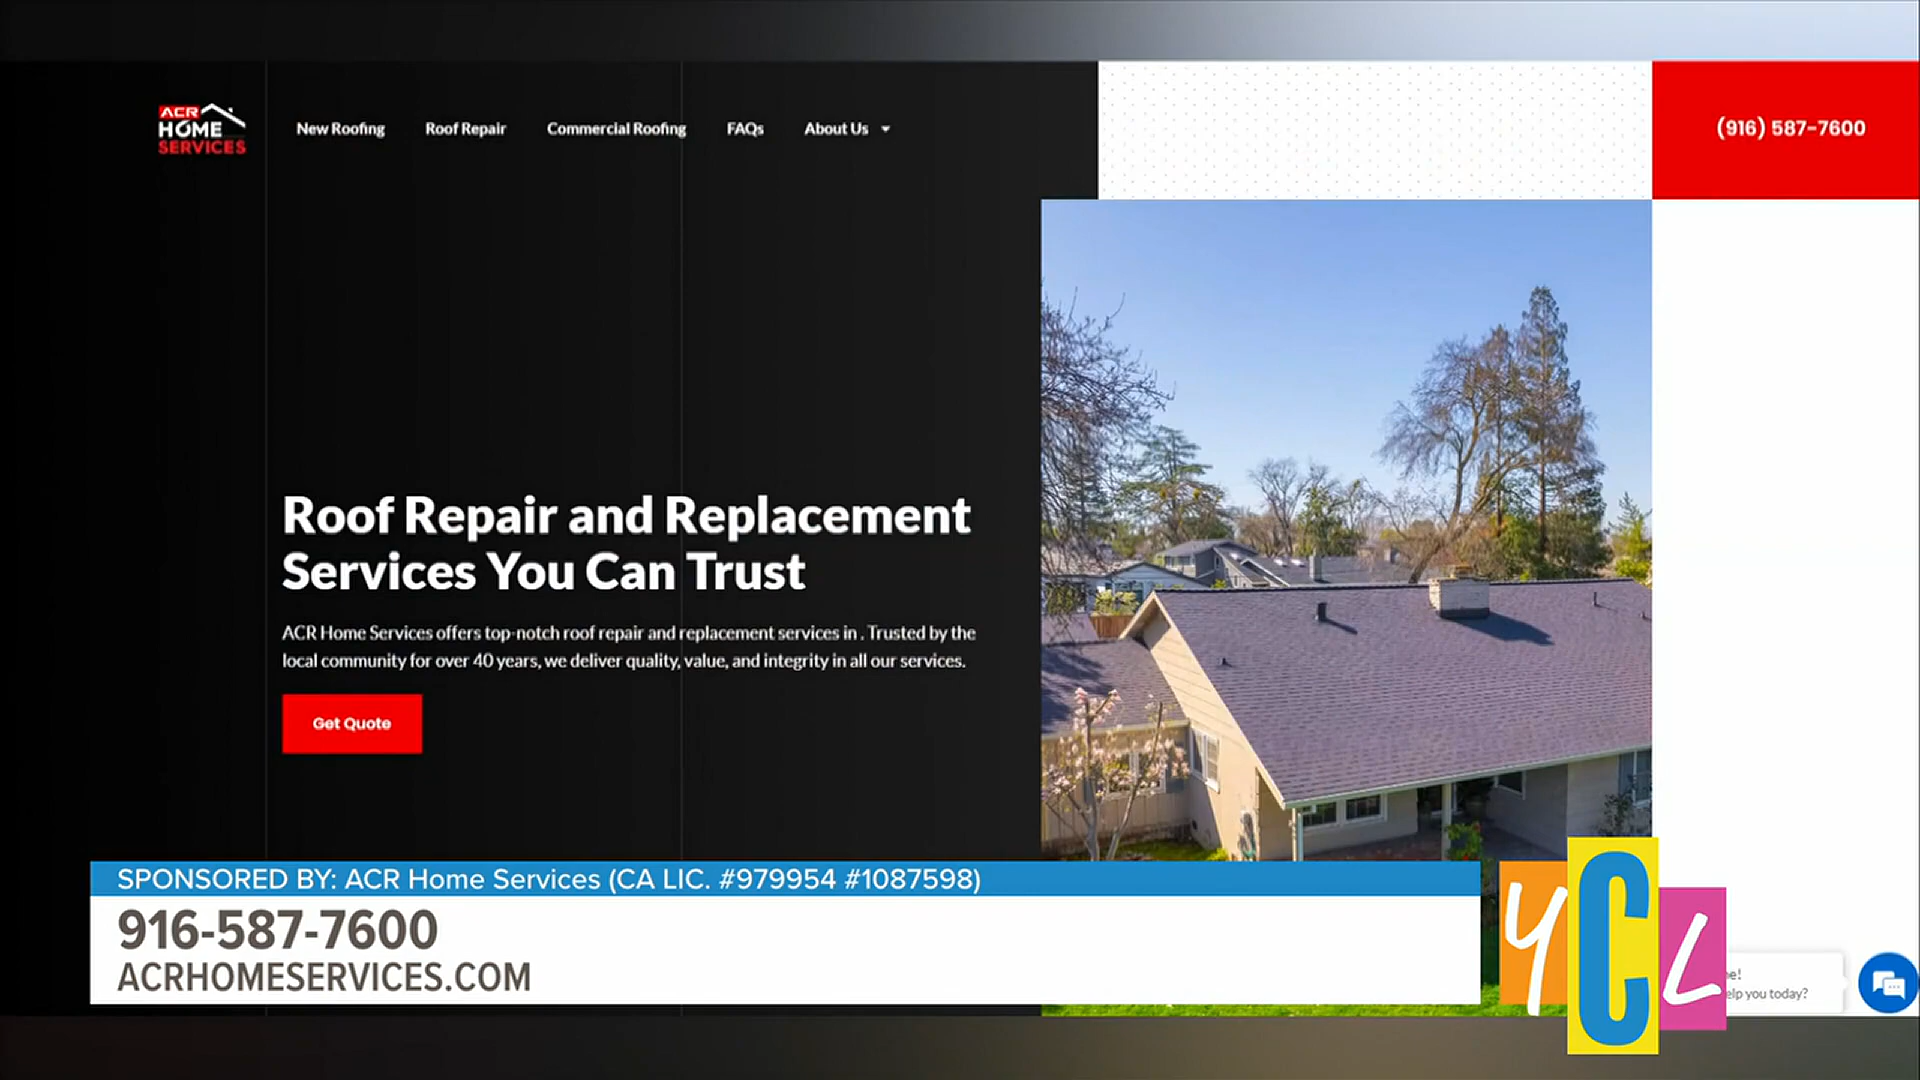 ACR
HOME
SERVICES
New Roofing
Roof Repair
Commercial Roofing
FAQs
About Us
(916) 587-7600
Roof Repair and Replacement
Services You Can Trust
ACR Home Services offers top-notch roof repair and replacement services in . Trusted by the
local community for over 40 years, we deliver quality, value, and integrity in all our services.
Get Quote
SPONSORED BY: ACR Home Services (CA LIC. #979954 #1087598)
916-587-7600
ACRHOMESERVICES.COM
YCL
you today?